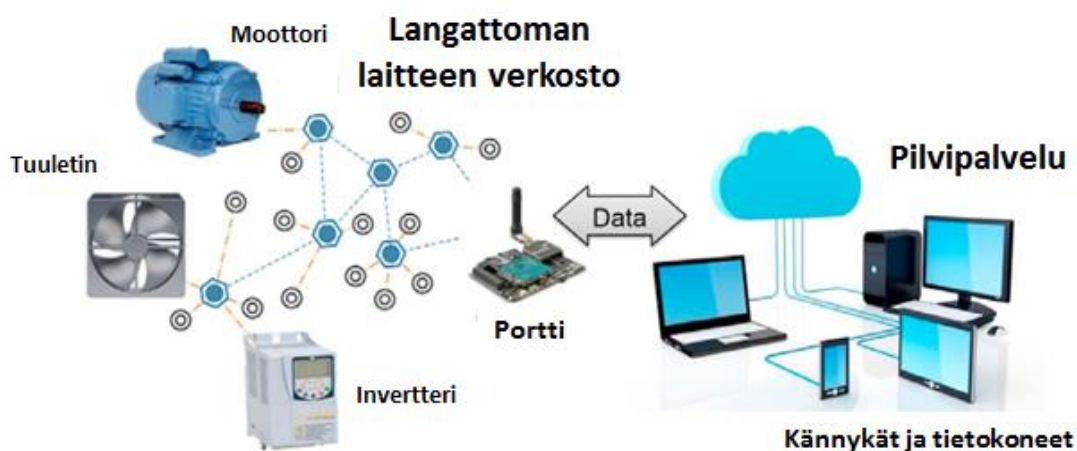 Moottori
Langattoman
laitteen verkosto
Tuuletin
Pilvipalvelu
Data
Portti
Invertteri
Kännykät ja tietokoneet